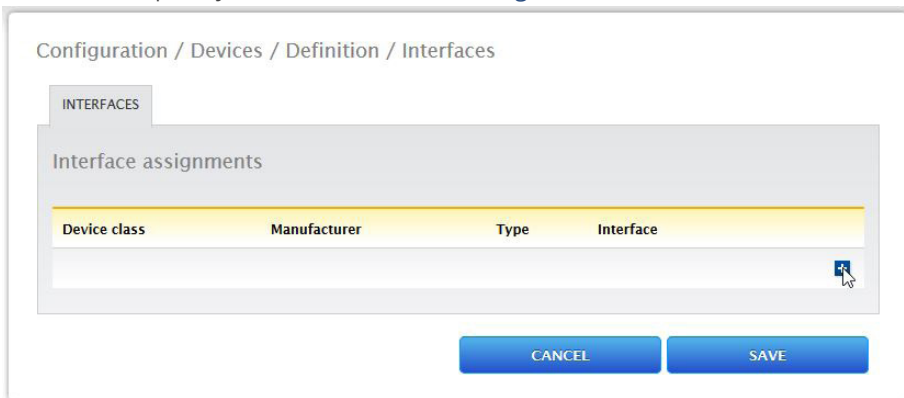 Configuration / Devices / Definition / Interfaces
INTERFACES
Interface assignments
Device class Manufacturer Type Interface
CANCEL SAVE